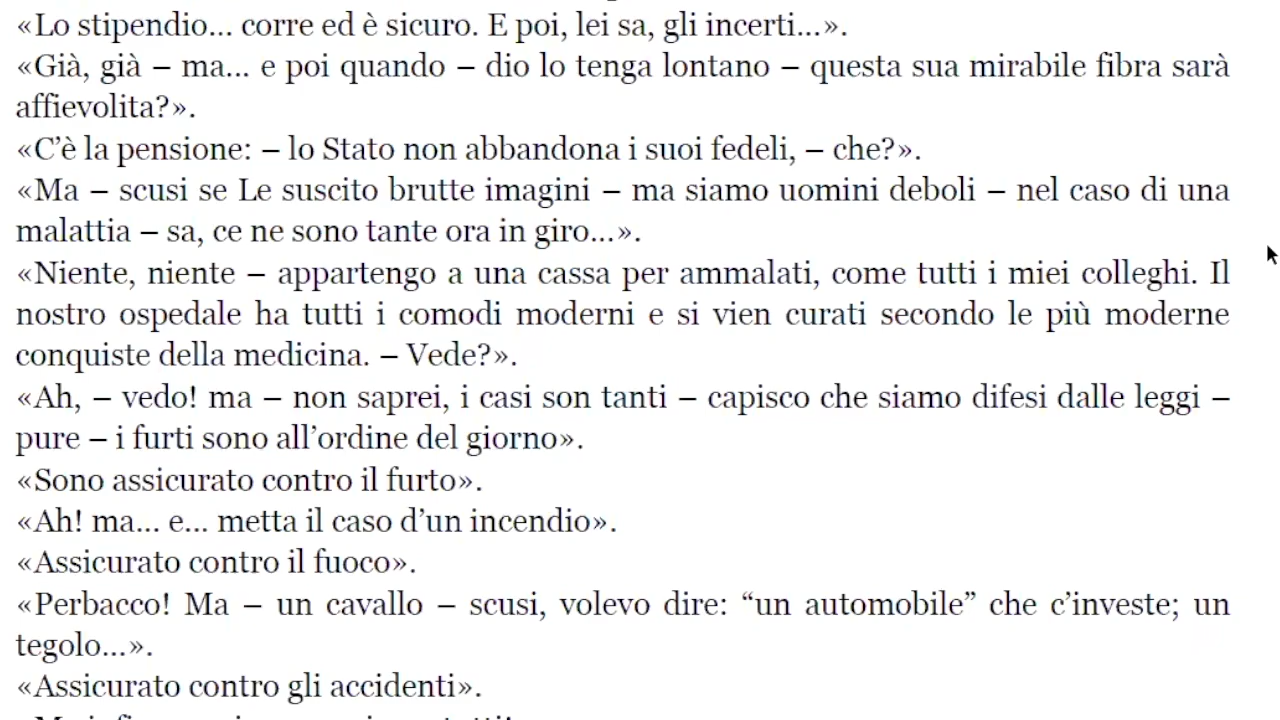 «Lo stipendio... corre ed è sicuro. E poi, lei sa, gli incerti...».
«Già, già – ma... e poi quando – dio lo tenga lontano – questa sua mirabile fibra sarà
affievolita?».
«C’è la pensione: – lo Stato non abbandona i suoi fedeli, – che?».
«Ma – scusi se Le suscito brutte imagini – ma siamo uomini deboli – nel caso di una
malattia – sa, ce ne sono tante ora in giro...».
«Niente, niente – appartengo a una cassa per ammalati, come tutti i miei colleghi. Il
nostro ospedale ha tutti i comodi moderni e si vien curati secondo le più moderne
conquiste della medicina. – Vede?».
«Ah, – vedo! ma – non saprei, i casi son tanti – capisco che siamo difesi dalle leggi –
pure – i furti sono all’ordine del giorno».
«Sono assicurato contro il furto».
«Ah! ma... e... metta il caso d’un incendio».
«Assicurato contro il fuoco».
«Perbacco! Ma – un cavallo – scusi, volevo dire: “un automobile” che c’investe; un
tegolo...».
«Assicurato contro gli accidenti».